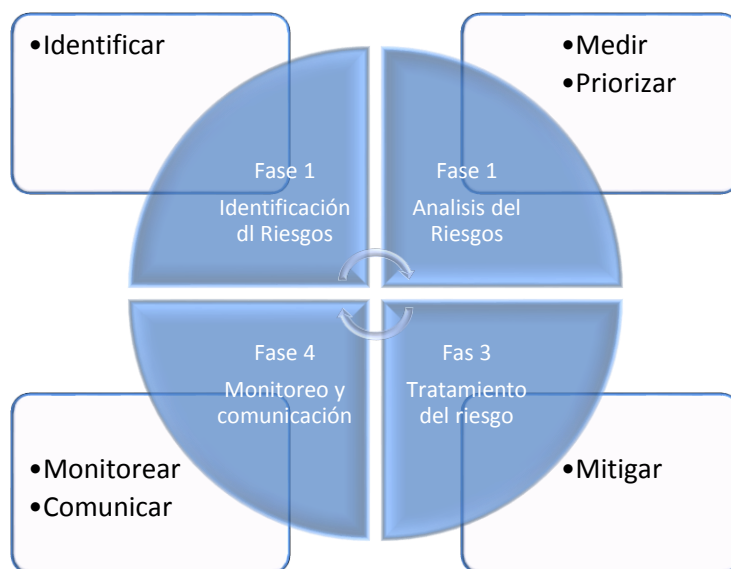 •Identificar
•Medir
•Priorizar
Fase 1
Identificación
dl Riesgos
Fase 1
Analisis del
Riesgos
Fase 4
Monitoreo y
comunicación
Fas 3
Tratamiento
del riesgo
•Monitorear
•Comunicar
•Mitigar